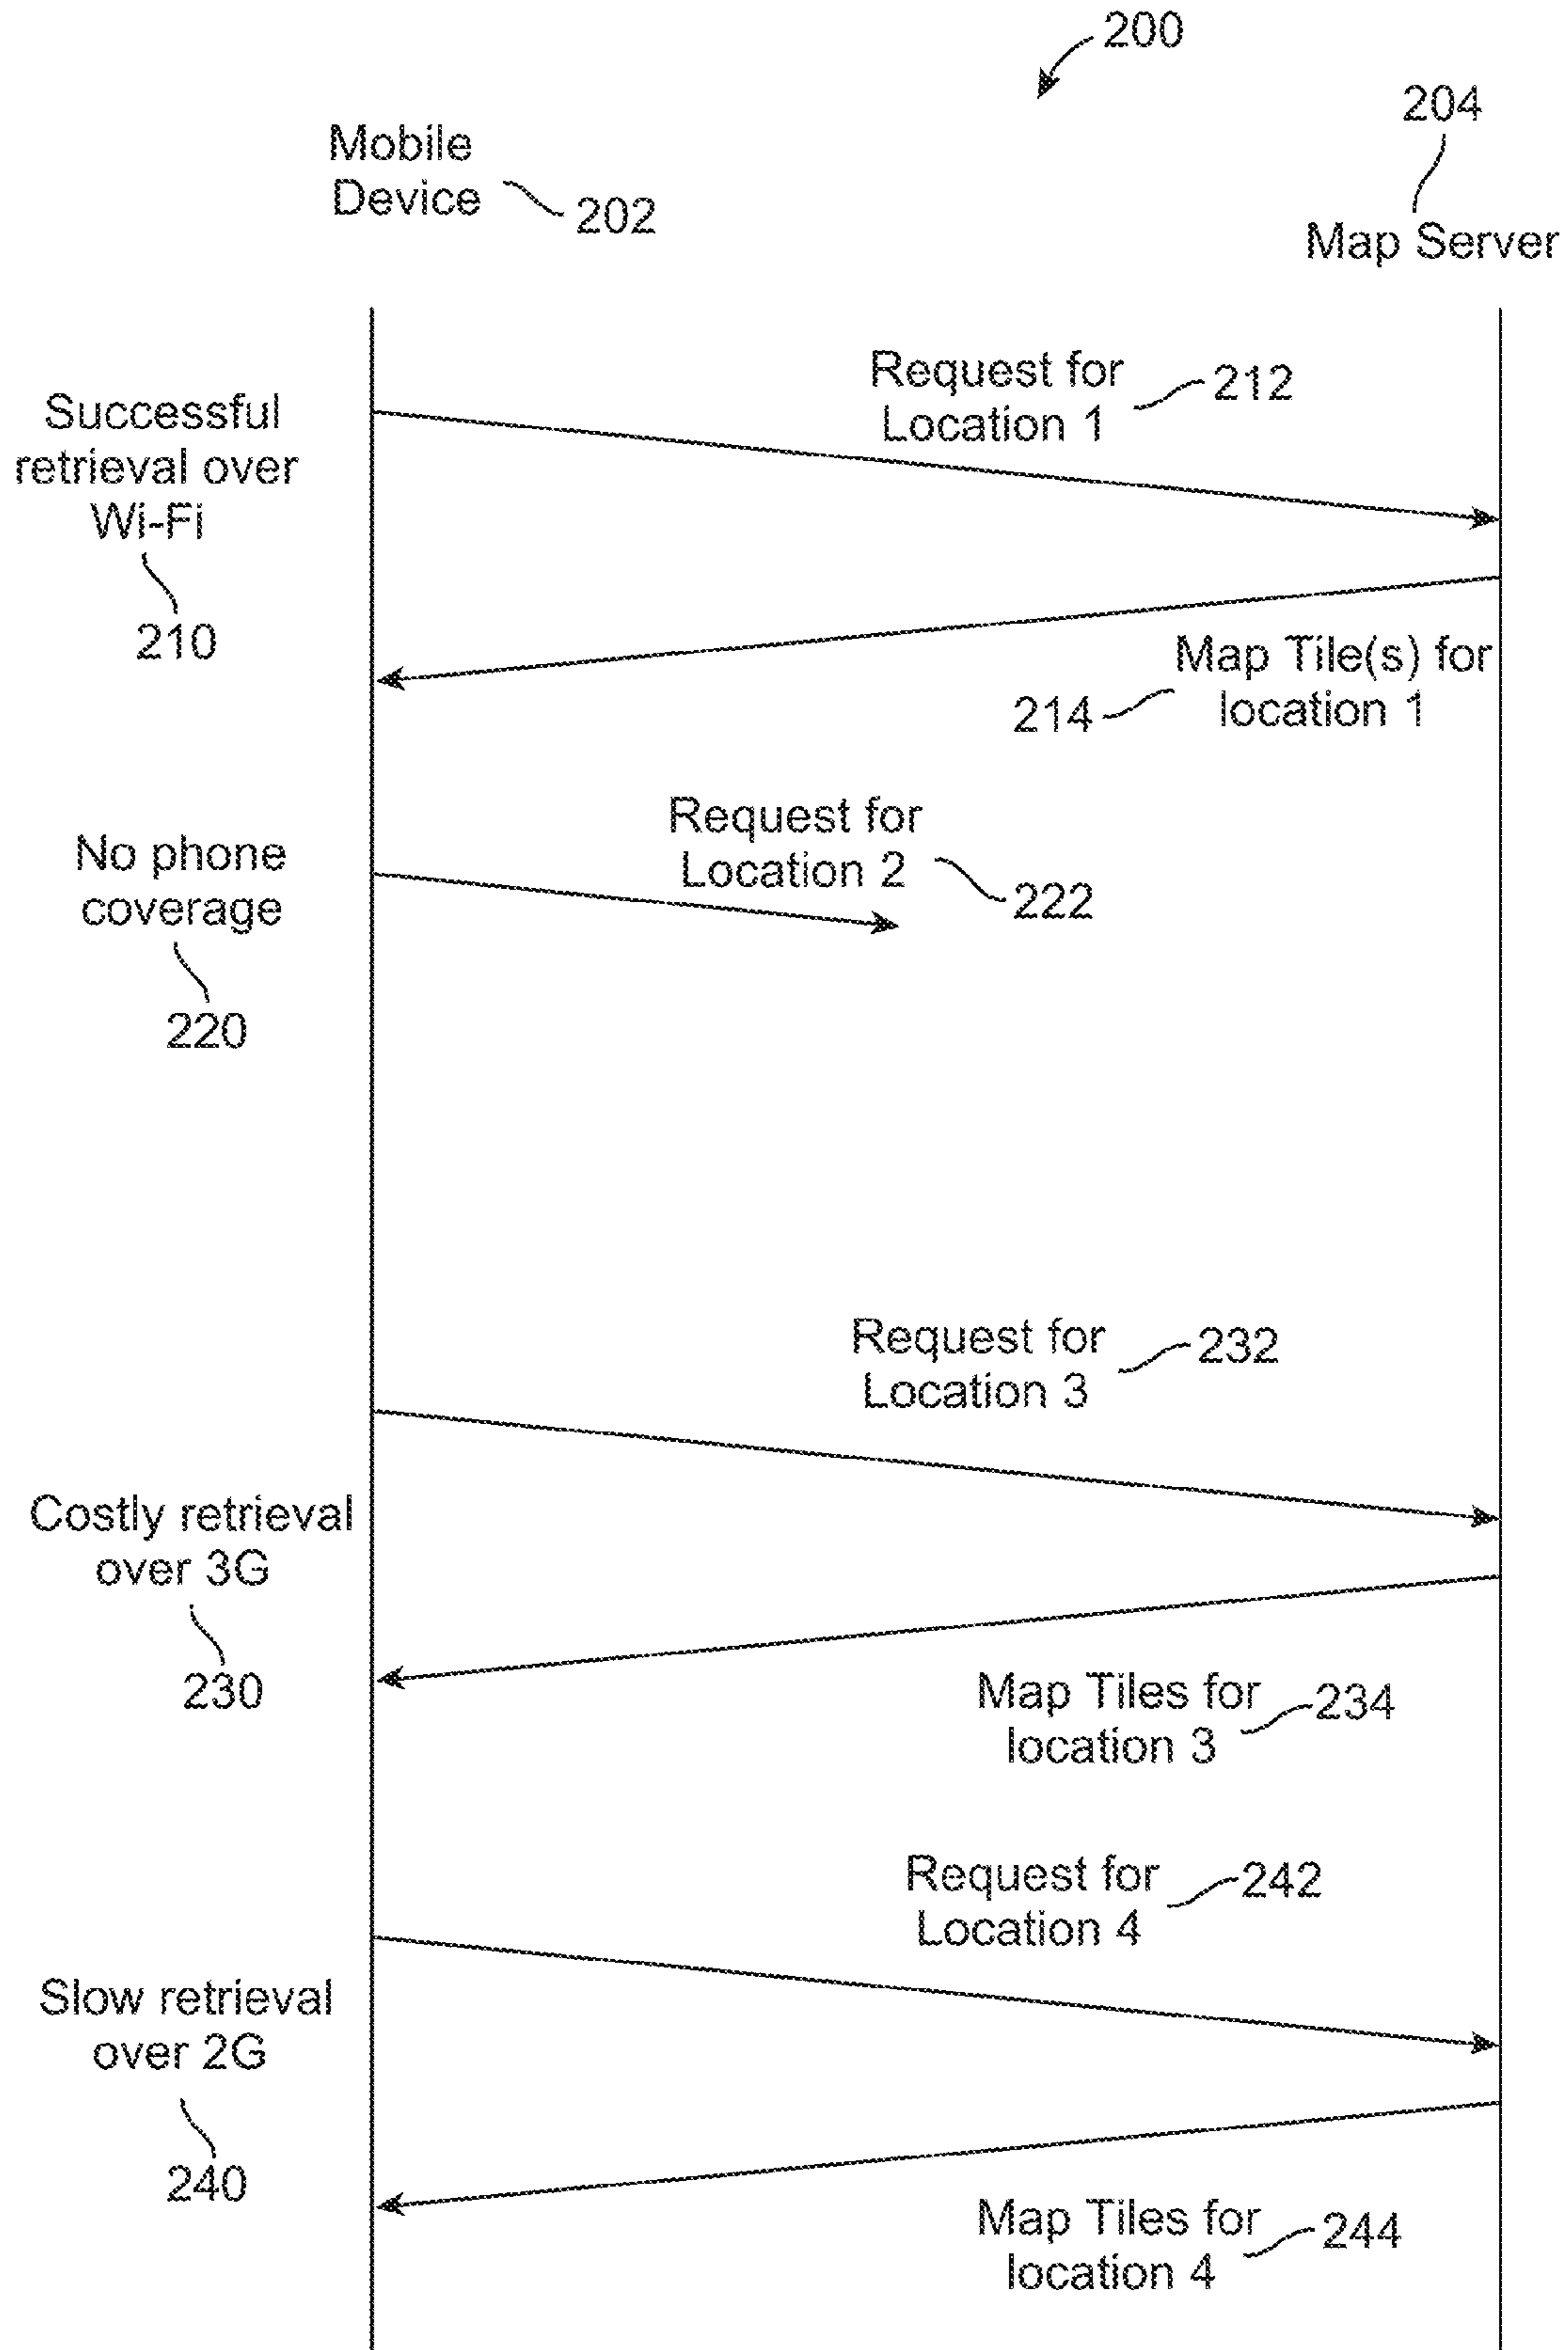 200
204
Mobile
Device
202
Map Server
Request for
Location 1
212
Successful
retrieval over
Wi-Fi
210
Map Tile(s) for
location 1
214
Request for
Location 2
222
No phone
coverage
220
Request for
Location 3
232
Costly retrieval
over 3G
230
Map Tiles for
location 3
234
Request for
Location 4
242
Slow retrieval
over 2G
240
Map Tiles for
location 4
244